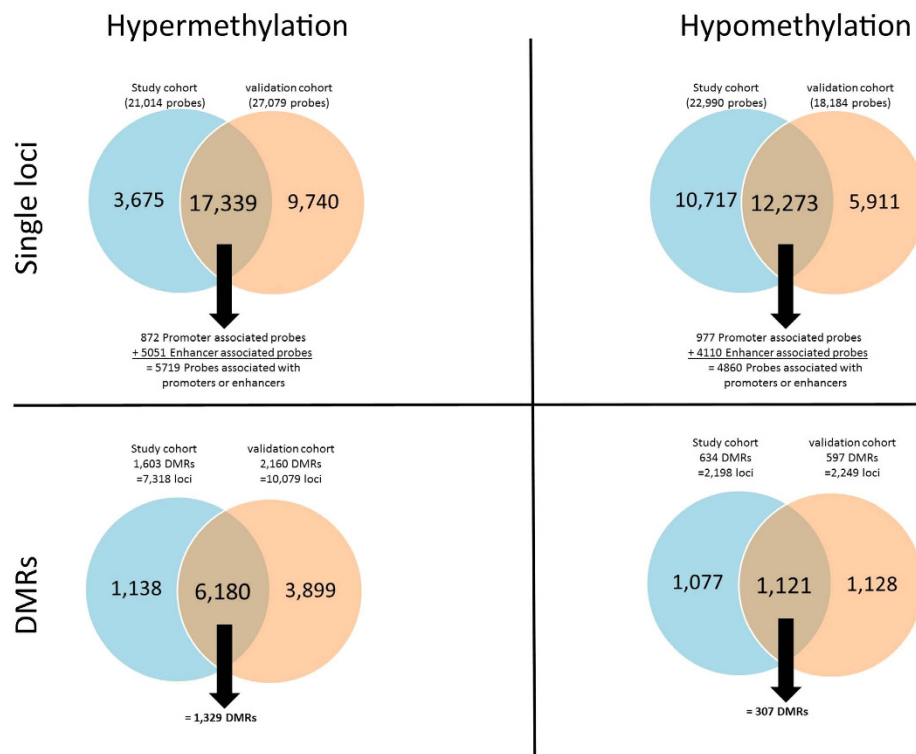 Hypermethylation
Hypomethylation
Single loci
Study cohort
(21,014 probes)
validation cohort
(27,079 probes)
3,675
17,339
9,740
872 Promoter associated probes
+ 5051 Enhancer associated probes
= 5719 Probes associated with
promoters or enhancers
Study cohort
(22,990 probes)
validation cohort
(18,184 probes)
10,717
12,273
5,911
977 Promoter associated probes
+ 4110 Enhancer associated probes
= 4860 Probes associated with
promoters or enhancers
DMRs
Study cohort
1,603 DMRs
=7,318 loci
validation cohort
2,160 DMRs
=10,079 loci
1,138
6,180
3,899
= 1,329 DMRs
Study cohort
634 DMRs
=2,198 loci
validation cohort
597 DMRs
=2,249 loci
1,077
1,121
1,128
= 307 DMRs